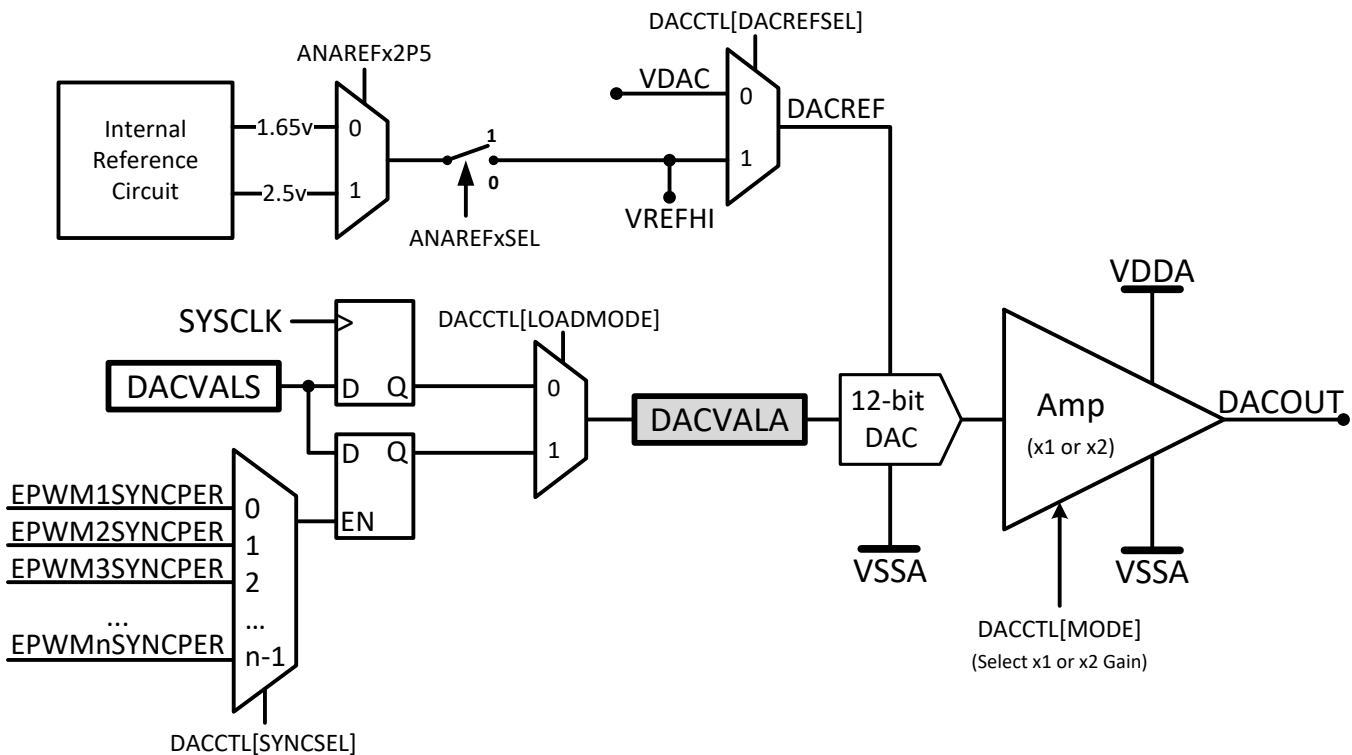 DACCTL[DACREFSEL]
ANAREFx2P5
VDAC
0
DACREF
Internal
Reference
Circuit
1.65v
0
2.5v
1
1
0
1
VREFHI
ANAREFxSEL
VDDA
SYSCLK
DACCTL[LOADMODE]
DACVALS
D
Q
0
DACVALA
12-bit
DAC
Amp
(x1 or x2)
DACOUT
D
Q
1
EN
EPWM1SYNCPER
0
EPWM2SYNCPER
1
EPWM3SYNCPER
2
...
...
EPWMnSYNCPER
n-1
VSSA
VSSA
DACCTL[MODE]
(Select x1 or x2 Gain)
DACCTL[SYNCSEL]